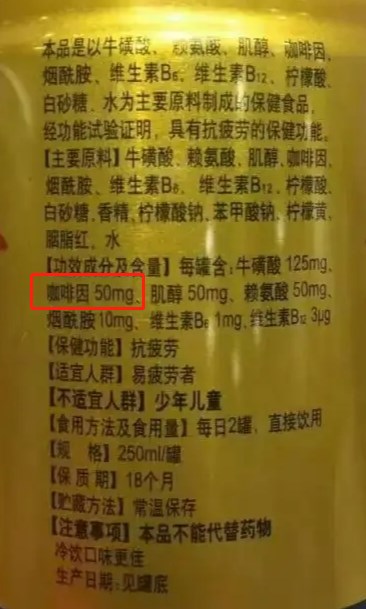 本品是以牛磺酸、赖氨酸、肌醇、咖啡因、
烟酰胺、维生素B₆、维生素B₁₂、柠檬酸、
白砂糖、水为主要原料制成的保健食品，
经功能试验证明，具有抗疲劳的保健功能。
【主要原料】牛磺酸、赖氨酸、肌醇、咖啡因、
烟酰胺、维生素B₆、维生素B₁₂、柠檬酸、
白砂糖、香精、柠檬酸钠、苯甲酸钠、柠檬黄、
胭脂红、水
【功效成分及含量】每罐含:牛磺酸 125mg、
咖啡因 50mg、肌醇 50mg、赖氨酸 50mg、
烟酰胺 10mg、维生素B₆ 1mg、维生素B₁₂ 3μg
【保健功能】抗疲劳
【适宜人群】易疲劳者
【不适宜人群】少年儿童
【食用方法及食用量】每日2罐，直接饮用
【规　格】250ml/罐
【保 质 期】18个月
【贮藏方法】常温保存
【注意事项】本品不能代替药物
冷饮口味更佳
生产日期:见罐底